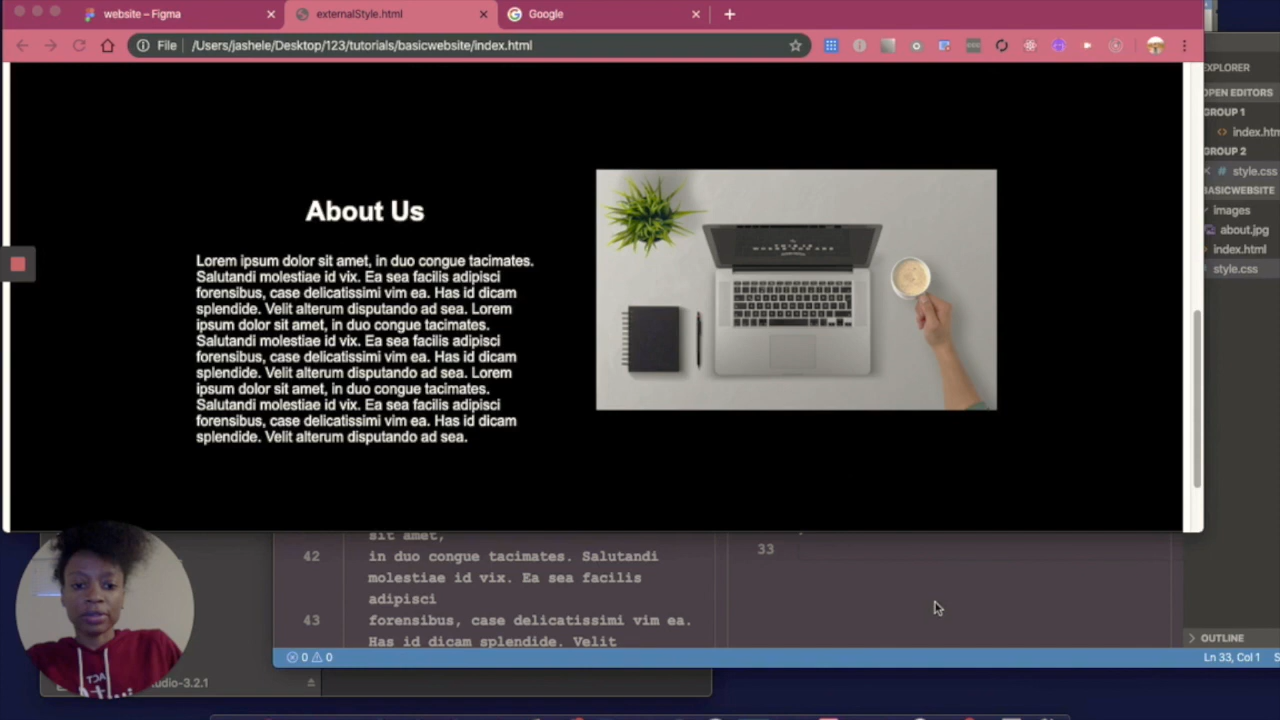 website – Figma
externalStyle.html
Google
File
/Users/jashele/Desktop/123/tutorials/basicwebsite/index.html
About Us
Lorem ipsum dolor sit amet, in duo congue tacimates.
Salutandi molestiae id vix. Ea sea facilis adipisci
forensibus, case delicatissimi vim ea. Has id dicam
splendide. Velit alterum disputando ad sea. Lorem
ipsum dolor sit amet, in duo congue tacimates.
Salutandi molestiae id vix. Ea sea facilis adipisci
forensibus, case delicatissimi vim ea. Has id dicam
splendide. Velit alterum disputando ad sea. Lorem
ipsum dolor sit amet, in duo congue tacimates.
Salutandi molestiae id vix. Ea sea facilis adipisci
forensibus, case delicatissimi vim ea. Has id dicam
splendide. Velit alterum disputando ad sea.
EXPLORER
OPEN EDITORS
GROUP 1
index.htm
GROUP 2
# style.css
BASICWEBSITE
images
about.jpg
index.html
style.css
sit amet,
42 in duo congue tacimates. Salutandi
molestiae id vix. Ea sea facilis
adipisci
43 forensibus, case delicatissimi vim ea.
Has id dicam splendide. Velit
33
OUTLINE
0 0
Ln 33, Col 1
udio-3.2.1